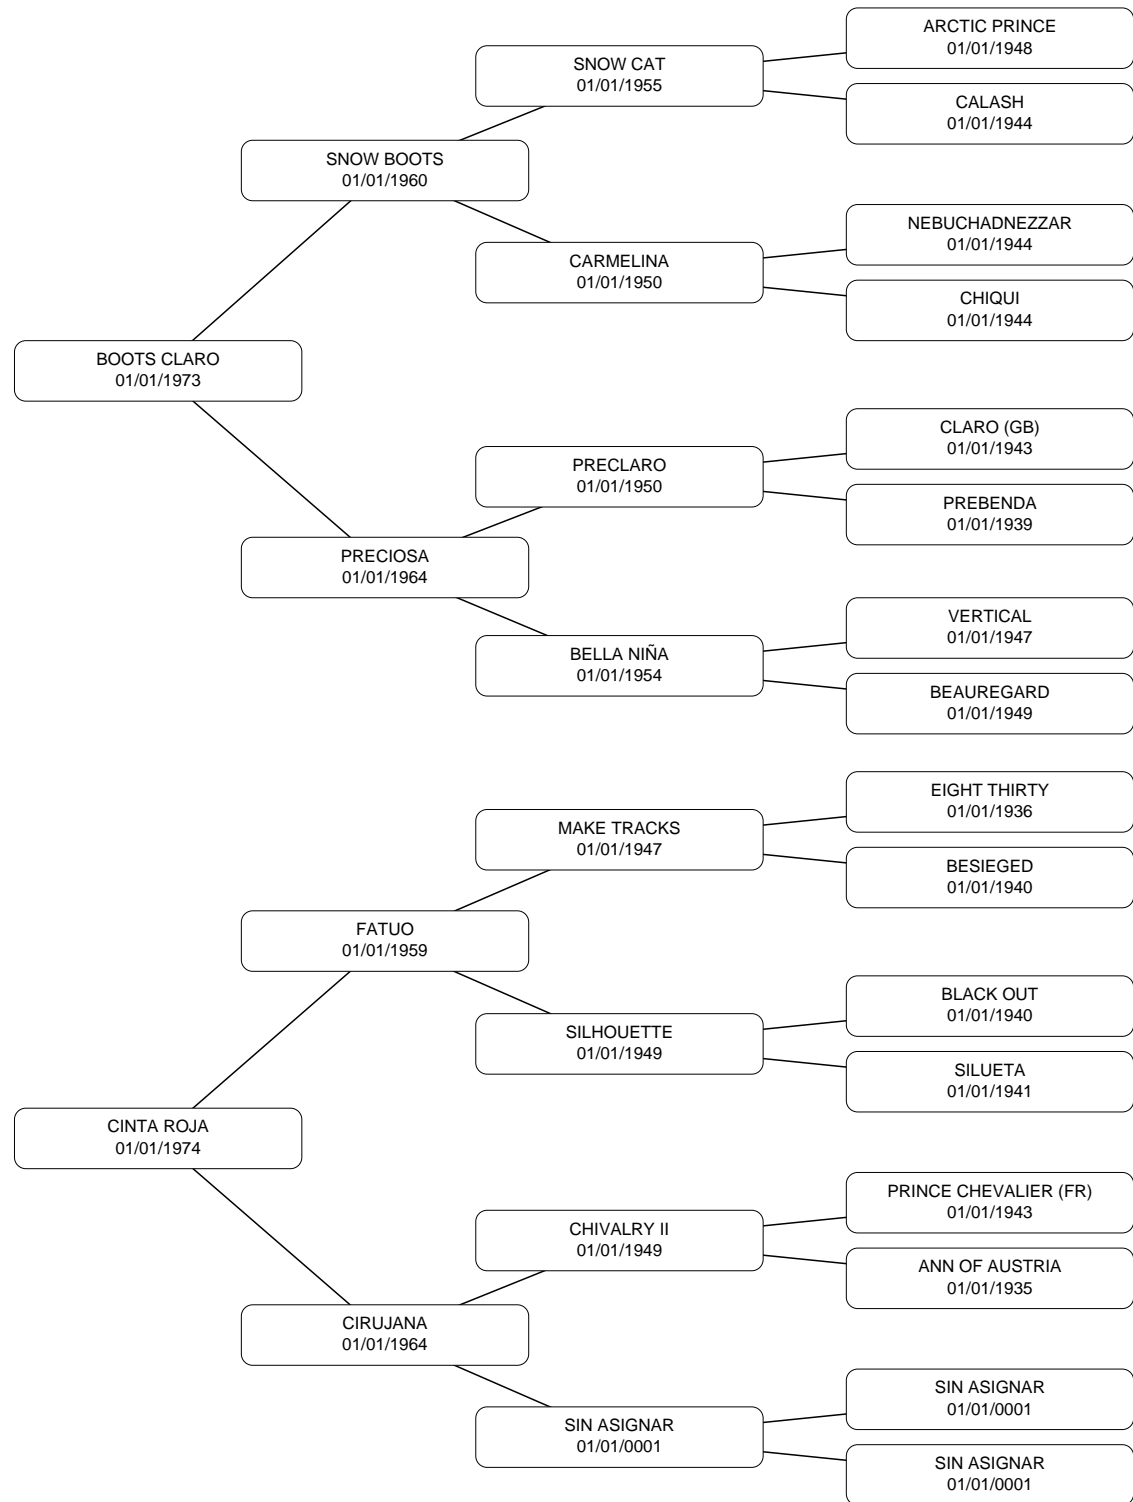 ARCTIC PRINCE
01/01/1948
SNOW CAT
01/01/1955
CALASH
01/01/1944
SNOW BOOTS
01/01/1960
NEBUCHADNEZZAR
01/01/1944
CARMELINA
01/01/1950
CHIQUI
01/01/1944
BOOTS CLARO
01/01/1973
CLARO (GB)
01/01/1943
PRECLARO
01/01/1950
PREBENDA
01/01/1939
PRECIOSA
01/01/1964
VERTICAL
01/01/1947
BELLA NIÑA
01/01/1954
BEAUREGARD
01/01/1949
EIGHT THIRTY
01/01/1936
MAKE TRACKS
01/01/1947
BESIEGED
01/01/1940
FATUO
01/01/1959
BLACK OUT
01/01/1940
SILHOUETTE
01/01/1949
SILUETA
01/01/1941
CINTA ROJA
01/01/1974
PRINCE CHEVALIER (FR)
01/01/1943
CHIVALRY II
01/01/1949
ANN OF AUSTRIA
01/01/1935
CIRUJANA
01/01/1964
SIN ASIGNAR
01/01/0001
SIN ASIGNAR
01/01/0001
SIN ASIGNAR
01/01/0001